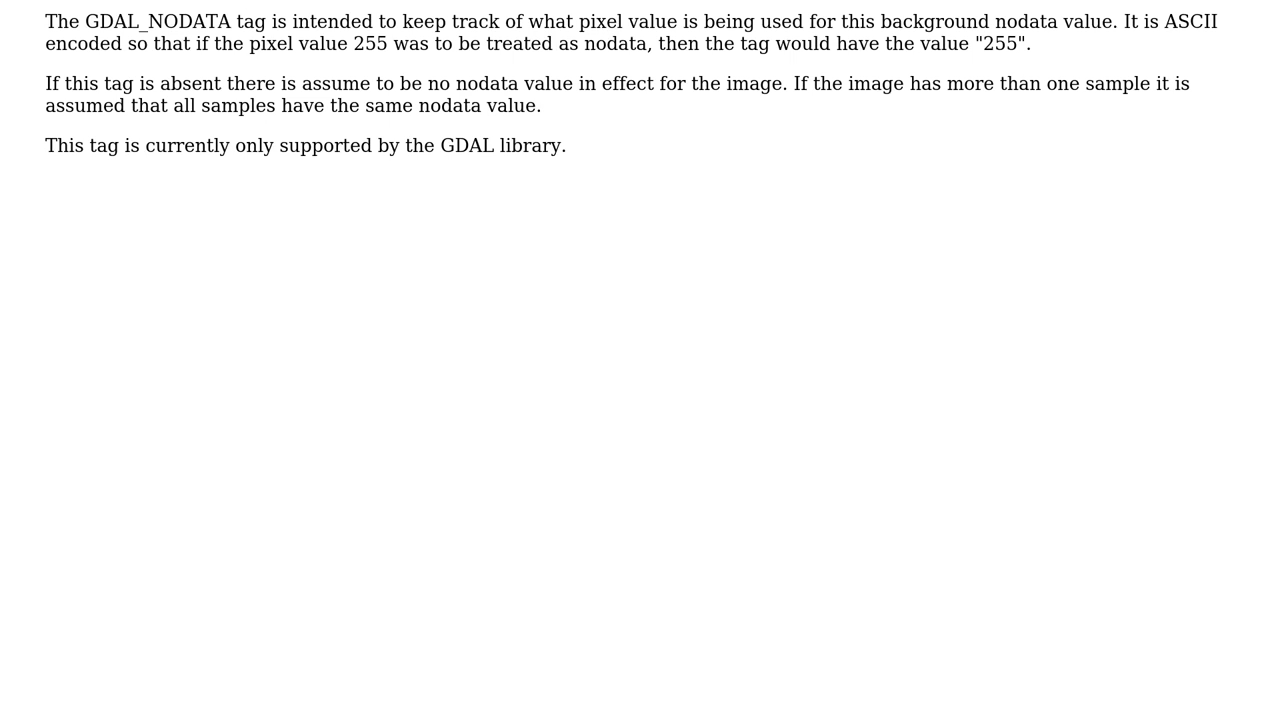 The GDAL_NODATA tag is intended to keep track of what pixel value is being used for this background nodata value. It is ASCII
encoded so that if the pixel value 255 was to be treated as nodata, then the tag would have the value "255".
If this tag is absent there is assume to be no nodata value in effect for the image. If the image has more than one sample it is
assumed that all samples have the same nodata value.
This tag is currently only supported by the GDAL library.